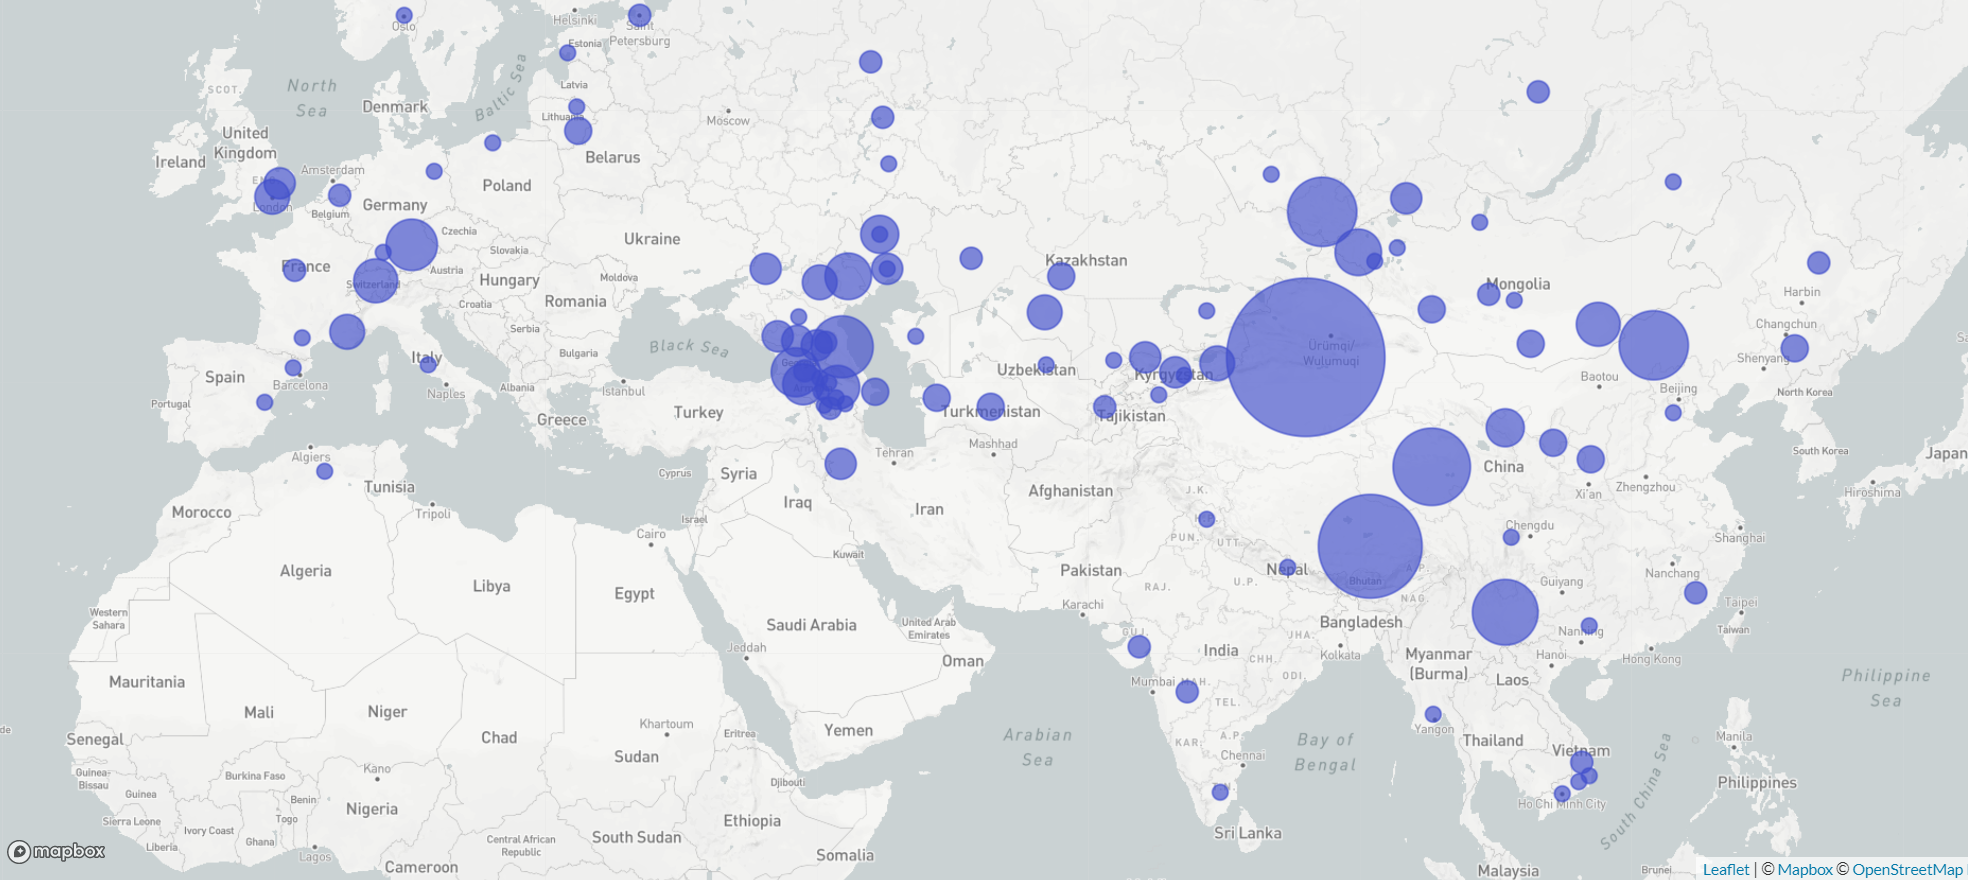 Oslo
Helsinki
Saint
Petersburg
Estonia
North
Sea
SCOT.
Baltic Sea
Latvia
Denmark
Lithuania
Moscow
United
Kingdom
Ireland
Belarus
Amsterdam
Poland
London
Belgium
Germany
Czechia
Ukraine
Slovakia
France
Austria
Hungary
Moldova
Switzerland
Romania
Croatia
Serbia
Black Sea
Bulgaria
Italy
Spain
Barcelona
Portugal
Naples
Albania
Greece
Istanbul
Turkey
Kazakhstan
Uzbekistan
Kyrgyzstan
Turkmenistan
Tajikistan
Mashhad
Tehran
Mongolia
Ürümqi/
Wulumuqi
Harbin
Changchun
Shenyang
Baotou
Beijing
North Korea
South Korea
Japan
Hiroshima
China
Xi'an
Zhengzhou
Chengdu
Shanghai
Nanchang
Guiyang
Taipei
Taiwan
Nanning
Hong Kong
Hanoi
Algiers
Tunisia
Tripoli
Morocco
Cyprus
Syria
Iraq
Israel
Cairo
Iran
Afghanistan
Kuwait
J.K.
PUN.
UTT.
Nepal
Bhutan
A.P.
NAG.
Pakistan
RAJ.
U.P.
Karachi
Algeria
Libya
Egypt
Western
Sahara
Saudi Arabia
United Arab
Emirates
Oman
Jeddah
GUJ.
India
JHA.
Bangladesh
Kolkata
CHH.
ODI.
Myanmar
(Burma)
Laos
Mumbai
MAH.
TEL.
KAR.
A.P.
Chennai
Mauritania
Mali
Niger
Chad
Khartoum
Sudan
Eritrea
Yemen
Arabian
Sea
Bay of
Bengal
Yangon
Thailand
Vietnam
Ho Chi Minh City
South China Sea
Manila
Philippines
Philippine
Sea
Senegal
Guinea-
Bissau
Guinea
Burkina Faso
Kano
Benin
Togo
Nigeria
Djibouti
Ethiopia
Sierra Leone
Liberia
Ivory Coast
Ghana
Lagos
Central African
Republic
South Sudan
Cameroon
Somalia
Sri Lanka
Malaysia
Brunei
mapbox
Leaflet | © Mapbox © OpenStreetMap